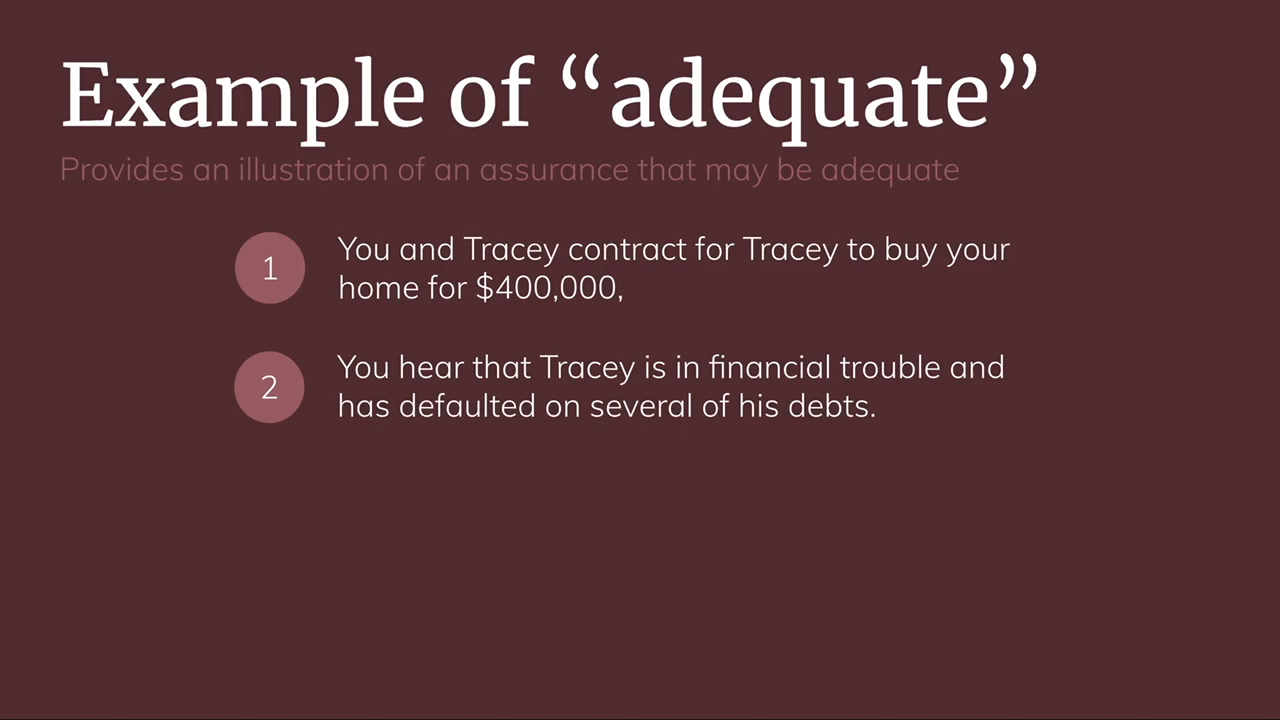 Example of “adequate”
Provides an illustration of an assurance that may be adequate
1
You and Tracey contract for Tracey to buy your
home for $400,000,
2
You hear that Tracey is in financial trouble and
has defaulted on several of his debts.